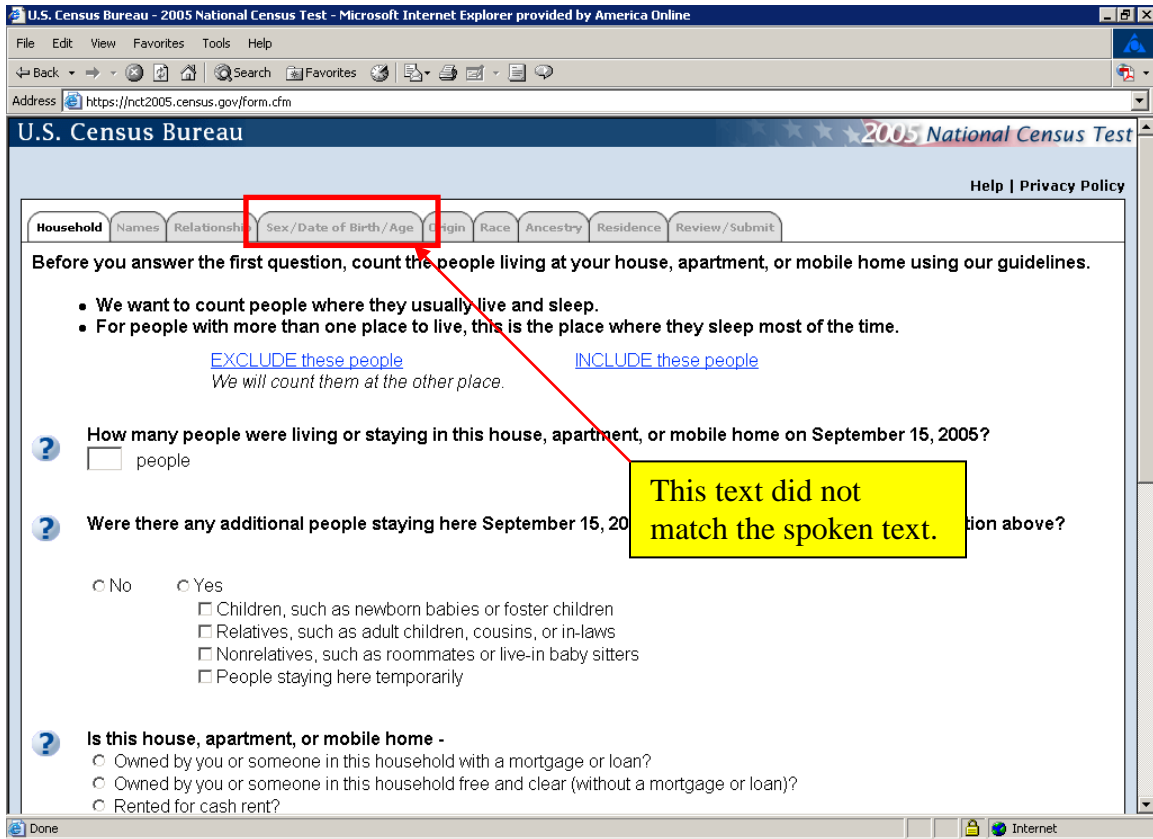 U.S. Census Bureau - 2005 National Census Test - Microsoft Internet Explorer provided by America Online
File Edit View Favorites Tools Help
Back Search Favorites
Address https://nct2005.census.gov/form.cfm
U.S. Census Bureau 2005 National Census Test
Help | Privacy Policy
Household Names Relationship Sex/Date of Birth/Age Origin Race Ancestry Residence Review/Submit
Before you answer the first question, count the people living at your house, apartment, or mobile home using our guidelines.
• We want to count people where they usually live and sleep.
• For people with more than one place to live, this is the place where they sleep most of the time.
EXCLUDE these people INCLUDE these people
We will count them at the other place.
How many people were living or staying in this house, apartment, or mobile home on September 15, 2005?
people
This text did not
match the spoken text.
Were there any additional people staying here September 15, 20 tion above?
No Yes
Children, such as newborn babies or foster children
Relatives, such as adult children, cousins, or in-laws
Nonrelatives, such as roommates or live-in baby sitters
People staying here temporarily
Is this house, apartment, or mobile home -
Owned by you or someone in this household with a mortgage or loan?
Owned by you or someone in this household free and clear (without a mortgage or loan)?
Rented for cash rent?
Done Internet